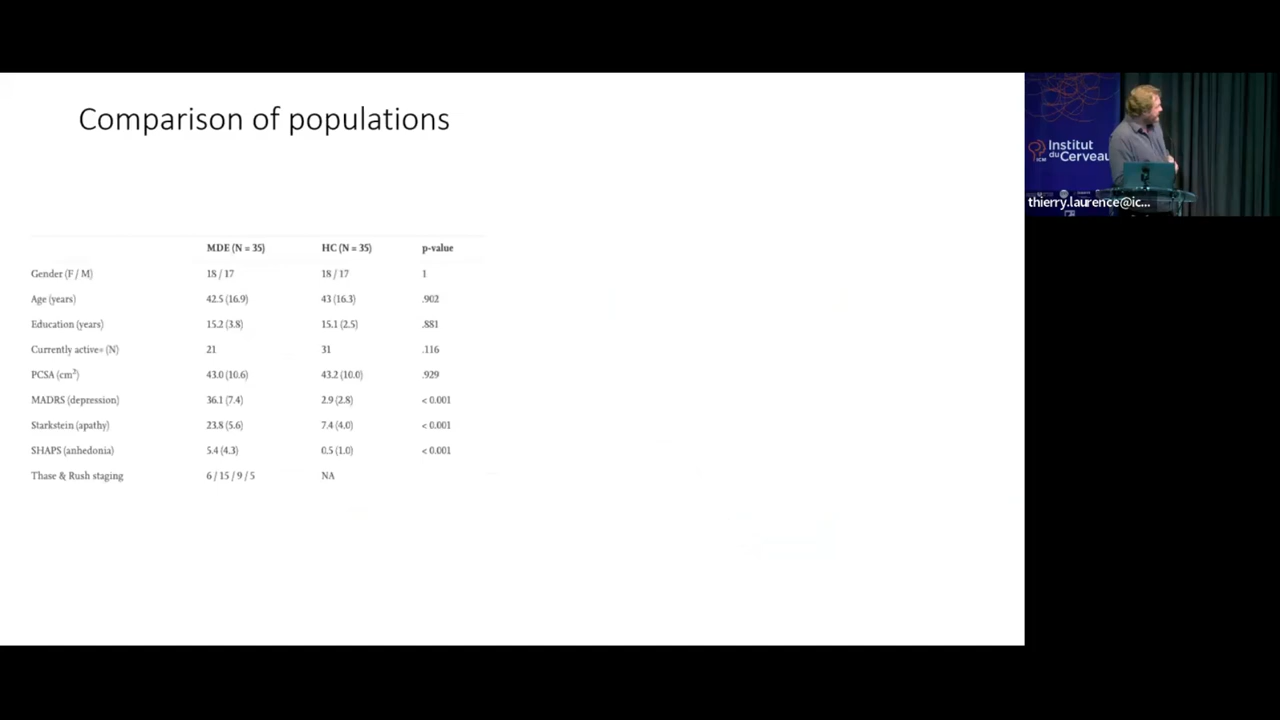 Comparison of populations
MDE (N = 35) HC (N = 35) p-value
Gender (F / M) 18 / 17 18 / 17 1
Age (years) 42.5 (16.9) 43 (16.3) .902
Education (years) 15.2 (3.8) 15.1 (2.5) .881
Currently active* (N) 21 31 .116
PCSA (cm²) 43.0 (10.6) 43.2 (10.0) .929
MADRS (depression) 36.1 (7.4) 2.9 (2.8) < 0.001
Starkstein (apathy) 23.8 (5.6) 7.4 (4.0) < 0.001
SHAPS (anhedonia) 5.4 (4.3) 0.5 (1.0) < 0.001
Thase & Rush staging 6 / 15 / 9 / 5 NA
Institut
du Cerveau
ICM
thierry.laurence@ic...